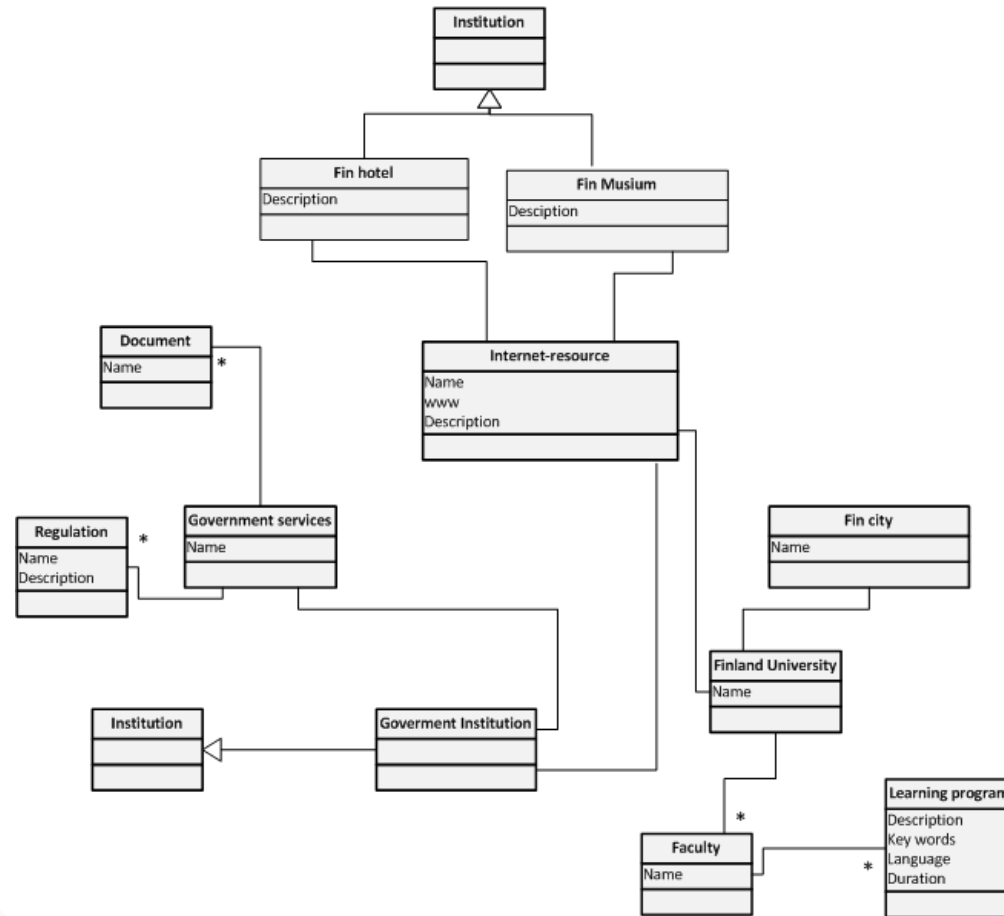 Institution
Fin hotel
Description
Fin Musium
Desciption
Document
Name
*
Internet-resource
Name
www
Description
Regulation
Name
Description
*
Government services
Name
Fin city
Name
Finland University
Name
Institution
Goverment Institution
*
Faculty
Name
*
Learning program
Description
Key words
Language
Duration